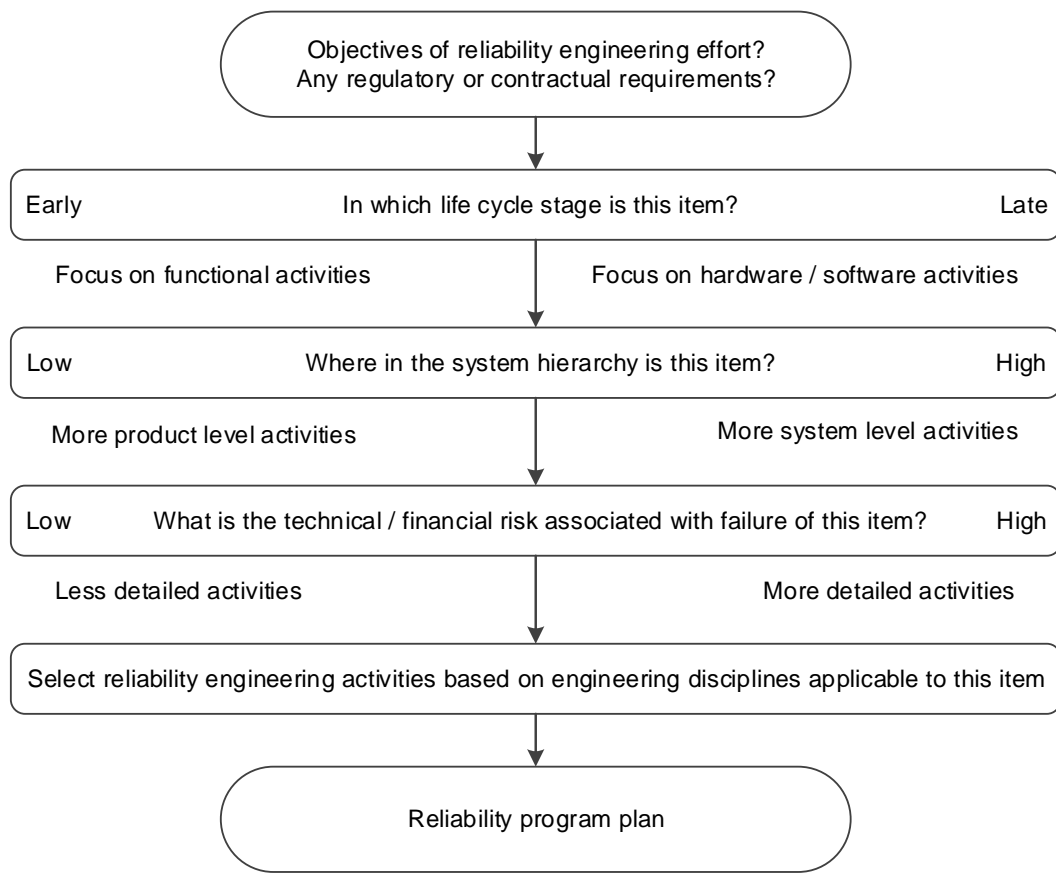 Objectives of reliability engineering effort?
Any regulatory or contractual requirements?
Early In which life cycle stage is this item? Late
Focus on functional activities Focus on hardware / software activities
Low Where in the system hierarchy is this item? High
More product level activities More system level activities
Low What is the technical / financial risk associated with failure of this item? High
Less detailed activities More detailed activities
Select reliability engineering activities based on engineering disciplines applicable to this item
Reliability program plan